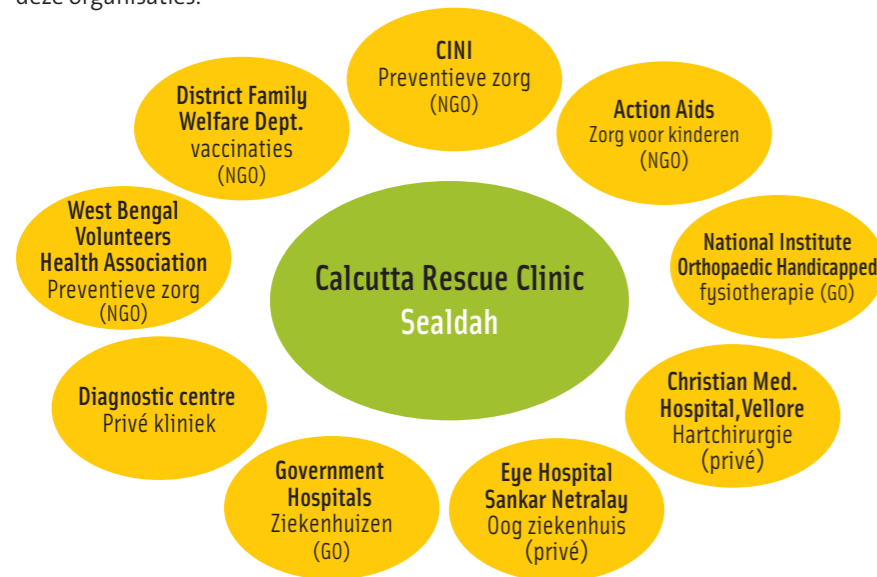 deze organisaties.
CINI
Preventieve zorg
(NGO)
District Family
Welfare Dept.
vaccinaties
(NGO)
Action Aids
Zorg voor kinderen
(NGO)
West Bengal
Volunteers
Health Association
Preventieve zorg
(NGO)
Calcutta Rescue Clinic
Sealdah
National Institute
Orthopaedic Handicapped
fysiotherapie (GO)
Diagnostic centre
Privé kliniek
Christian Med.
Hospital,Vellore
Hartchirurgie
(privé)
Government
Hospitals
Ziekenhuizen
(GO)
Eye Hospital
Sankar Netralay
Oog ziekenhuis
(privé)